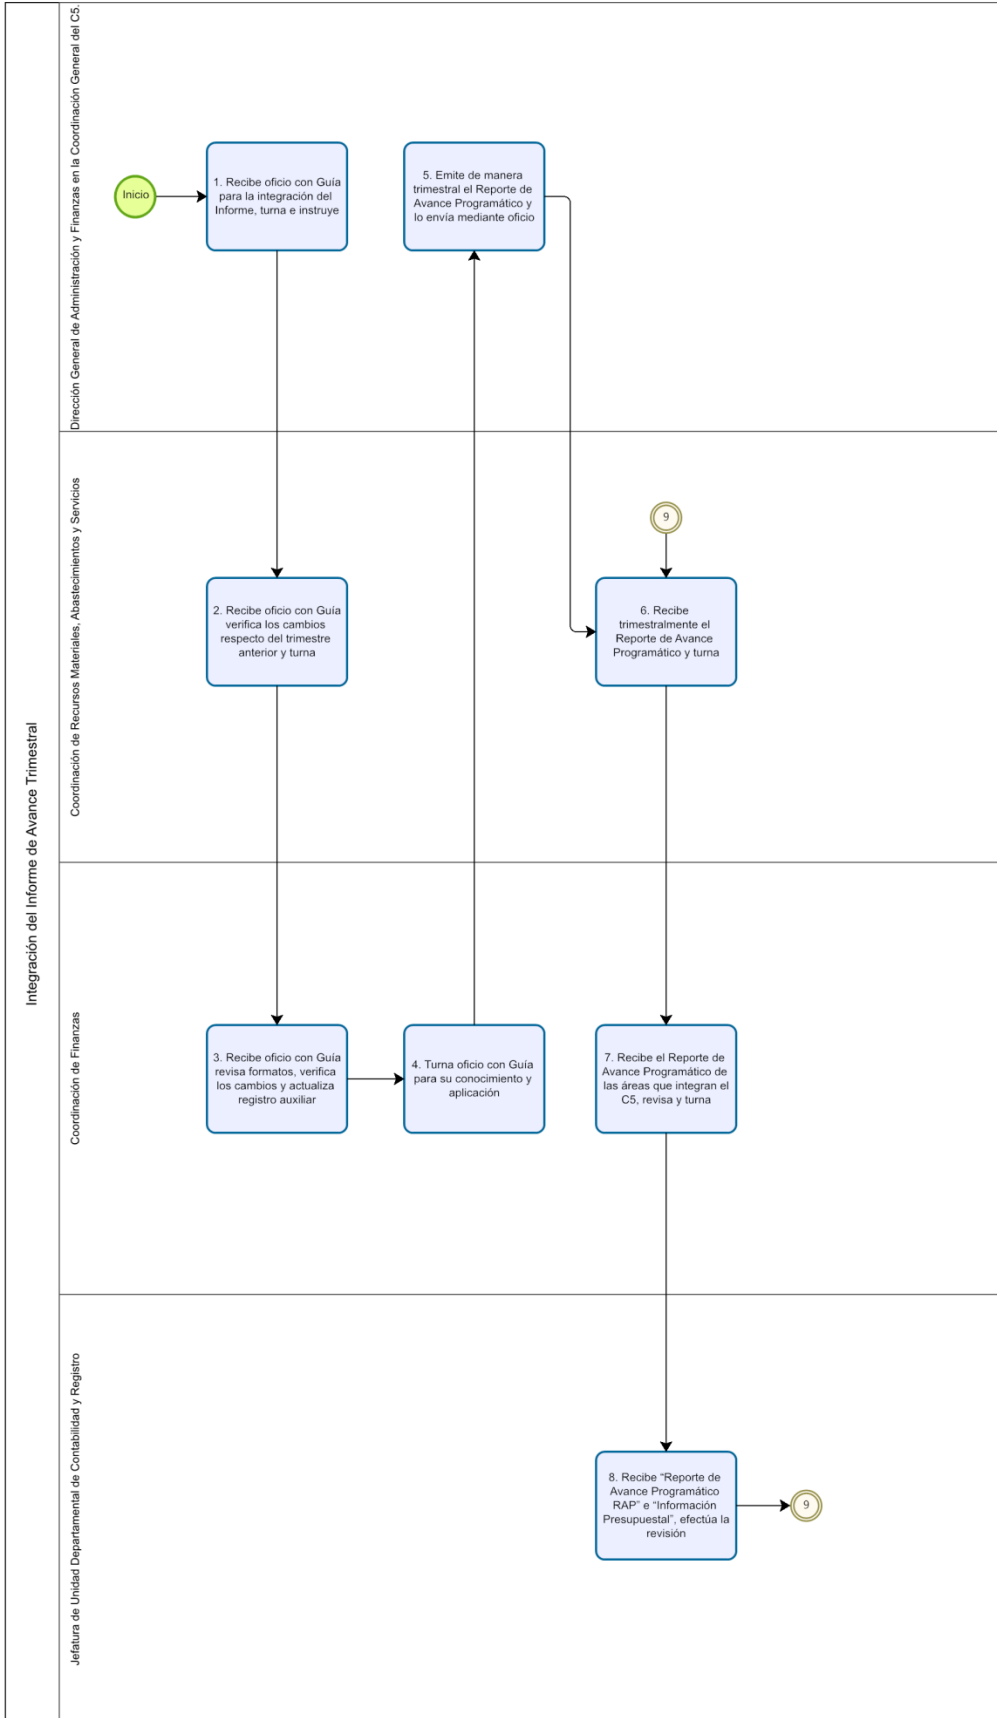 Integración del Informe de Avance Trimestral
Dirección General de Administración y Finanzas en la Coordinación General del C5.
Inicio
1. Recibe oficio con Guía
para la integración del
Informe, turna e instruye
5. Emite de manera
trimestral el Reporte de
Avance Programático y
lo envía mediante oficio
Coordinación de Recursos Materiales, Abastecimientos y Servicios
9
2. Recibe oficio con Guía
verifica los cambios
respecto del trimestre
anterior y turna
6. Recibe
trimestralmente el
Reporte de Avance
Programático y turna
Coordinación de Finanzas
3. Recibe oficio con Guía
revisa formatos, verifica
los cambios y actualiza
registro auxiliar
4. Turna oficio con Guía
para su conocimiento y
aplicación
7. Recibe el Reporte de
Avance Programático de
las áreas que integran el
C5, revisa y turna
Jefatura de Unidad Departamental de Contabilidad y Registro
8. Recibe “Reporte de
Avance Programático
RAP” e “Información
Presupuestal”, efectúa la
revisión
9